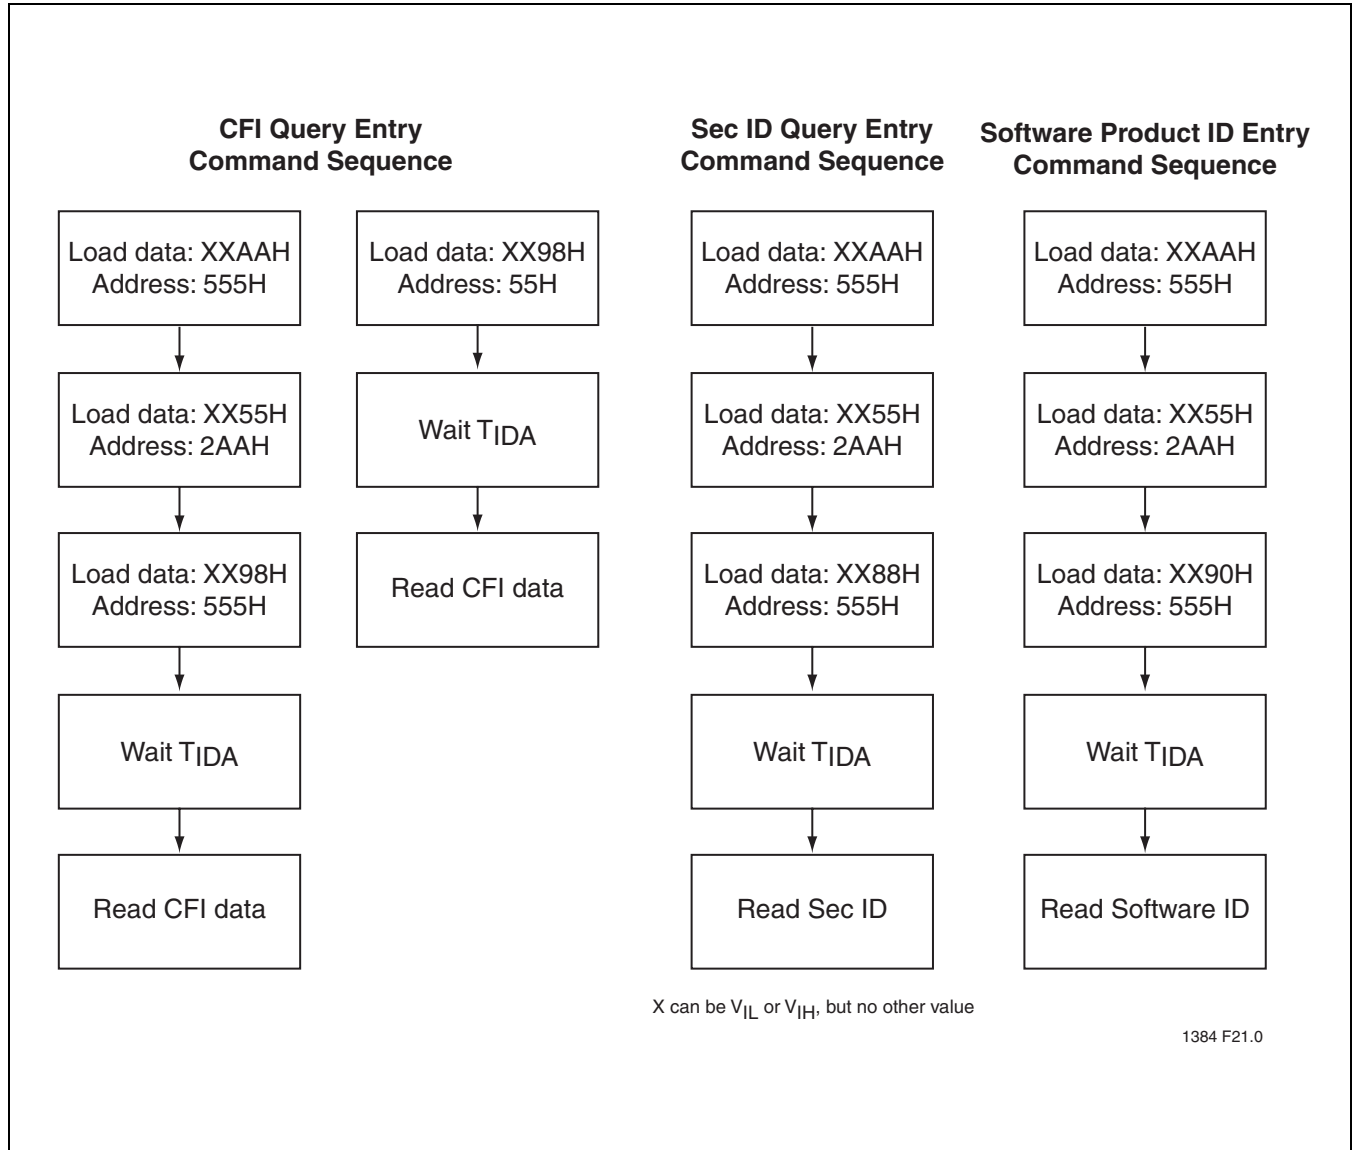 CFI Query Entry
Command Sequence
Load data: XXAAH
Address: 555H
Load data: XX55H
Address: 2AAH
Load data: XX98H
Address: 555H
Wait TIDA
Read CFI data
Load data: XX98H
Address: 55H
Wait TIDA
Read CFI data
Sec ID Query Entry
Command Sequence
Load data: XXAAH
Address: 555H
Load data: XX55H
Address: 2AAH
Load data: XX88H
Address: 555H
Wait TIDA
Read Sec ID
Software Product ID Entry
Command Sequence
Load data: XXAAH
Address: 555H
Load data: XX55H
Address: 2AAH
Load data: XX90H
Address: 555H
Wait TIDA
Read Software ID
X can be VIL or VIH, but no other value
1384 F21.0